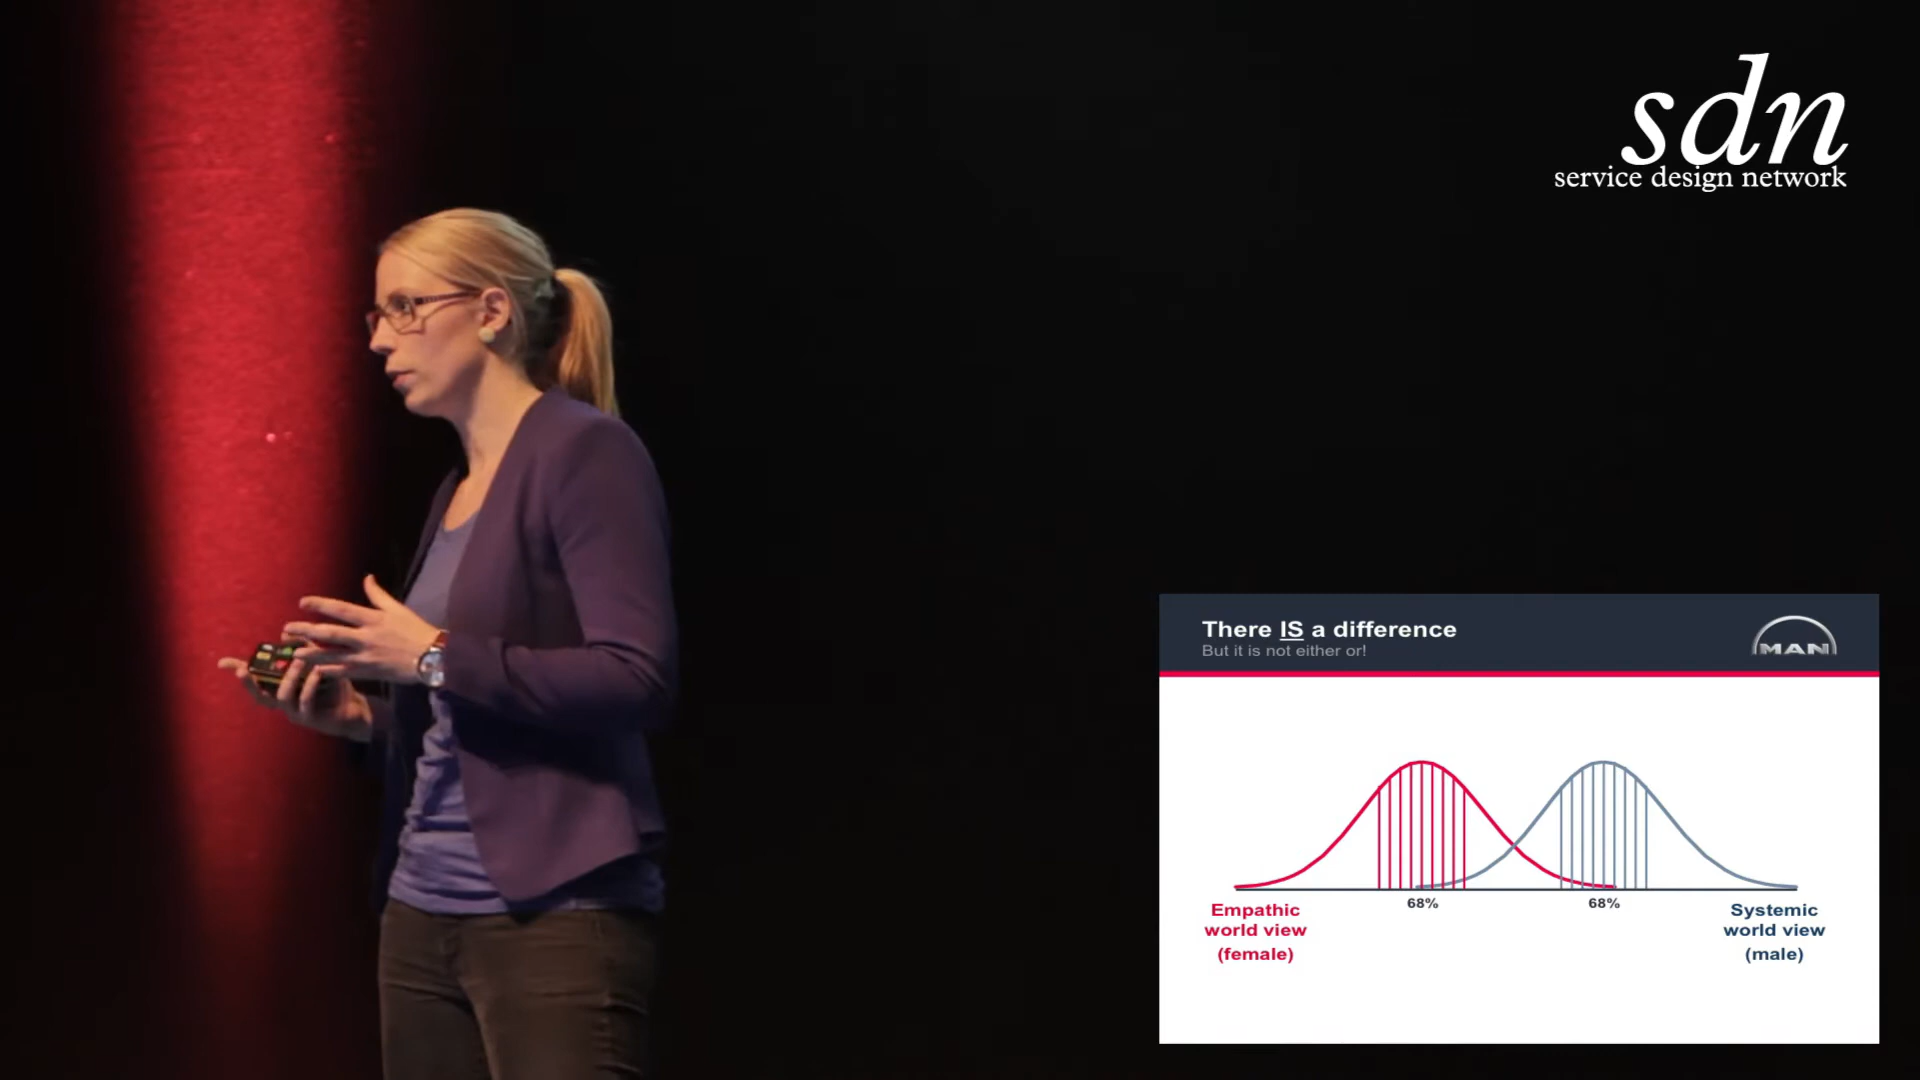 sdn
service design network
There IS a difference
But it is not either or!
MAN
68%
68%
Empathic
world view
(female)
Systemic
world view
(male)